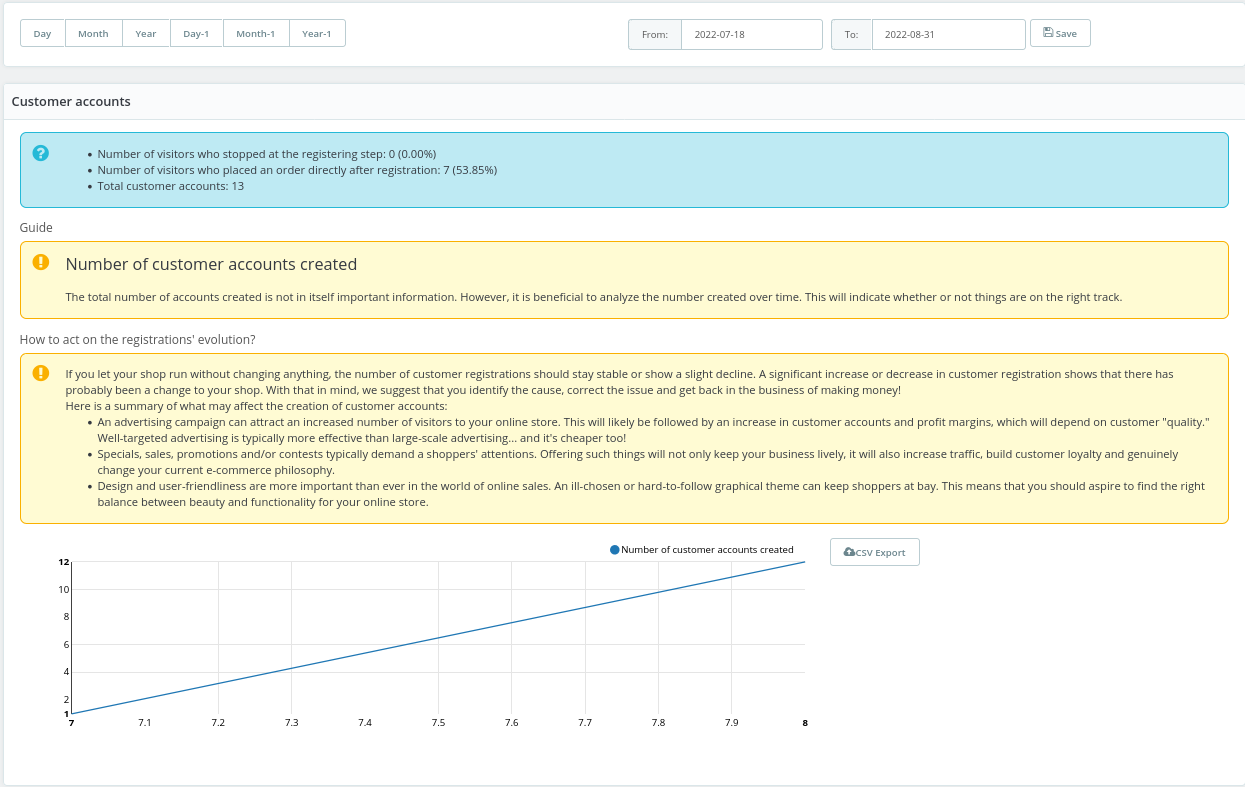 Day Month Year Day-1 Month-1 Year-1 From: 2022-07-18 To: 2022-08-31 Save
Customer accounts
Number of visitors who stopped at the registering step: 0 (0.00%)
Number of visitors who placed an order directly after registration: 7 (53.85%)
Total customer accounts: 13
Guide
Number of customer accounts created
The total number of accounts created is not in itself important information. However, it is beneficial to analyze the number created over time. This will indicate whether or not things are on the right track.
How to act on the registrations' evolution?
If you let your shop run without changing anything, the number of customer registrations should stay stable or show a slight decline. A significant increase or decrease in customer registration shows that there has
probably been a change to your shop. With that in mind, we suggest that you identify the cause, correct the issue and get back in the business of making money!
Here is a summary of what may affect the creation of customer accounts:
An advertising campaign can attract an increased number of visitors to your online store. This will likely be followed by an increase in customer accounts and profit margins, which will depend on customer "quality."
Well-targeted advertising is typically more effective than large-scale advertising... and it's cheaper too!
Specials, sales, promotions and/or contests typically demand a shoppers' attentions. Offering such things will not only keep your business lively, it will also increase traffic, build customer loyalty and genuinely
change your current e-commerce philosophy.
Design and user-friendliness are more important than ever in the world of online sales. An ill-chosen or hard-to-follow graphical theme can keep shoppers at bay. This means that you should aspire to find the right
balance between beauty and functionality for your online store.
Number of customer accounts created
CSV Export
12
10
8
6
4
2
1
7 7.1 7.2 7.3 7.4 7.5 7.6 7.7 7.8 7.9 8